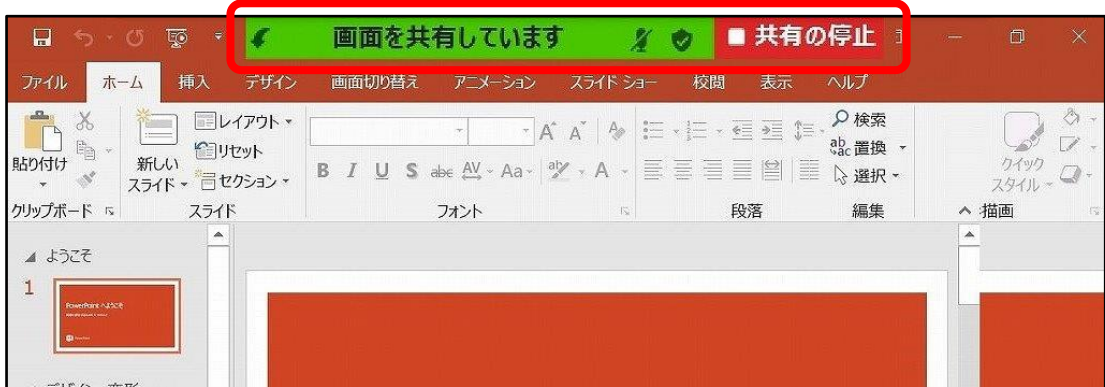 画面を共有しています
共有の停止
ファイル ホーム 挿入 デザイン 画面切り替え アニメーション スライド ショー 校閲 表示 ヘルプ
貼り付け
新しい
スライド
レイアウト
リセット
セクション
A A A
B I U S abc AV Aa A
ab
ac
検索
置換
選択
クイック
スタイル
クリップボード スライド フォント 段落 編集 描画
ようこそ
1
PowerPoint へようこそ